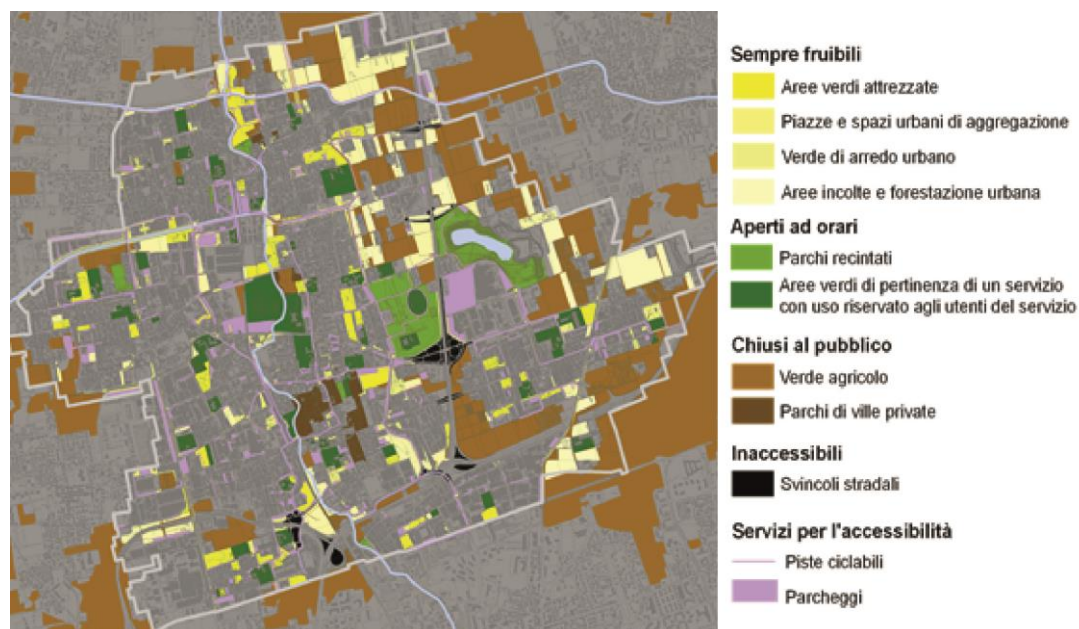 Sempre fruibili
Aree verdi attrezzate
Piazze e spazi urbani di aggregazione
Verde di arredo urbano
Aree incolte e forestazione urbana
Aperti ad orari
Parchi recintati
Aree verdi di pertinenza di un servizio
con uso riservato agli utenti del servizio
Chiusi al pubblico
Verde agricolo
Parchi di ville private
Inaccessibili
Svincoli stradali
Servizi per l'accessibilità
Piste ciclabili
Parcheggi